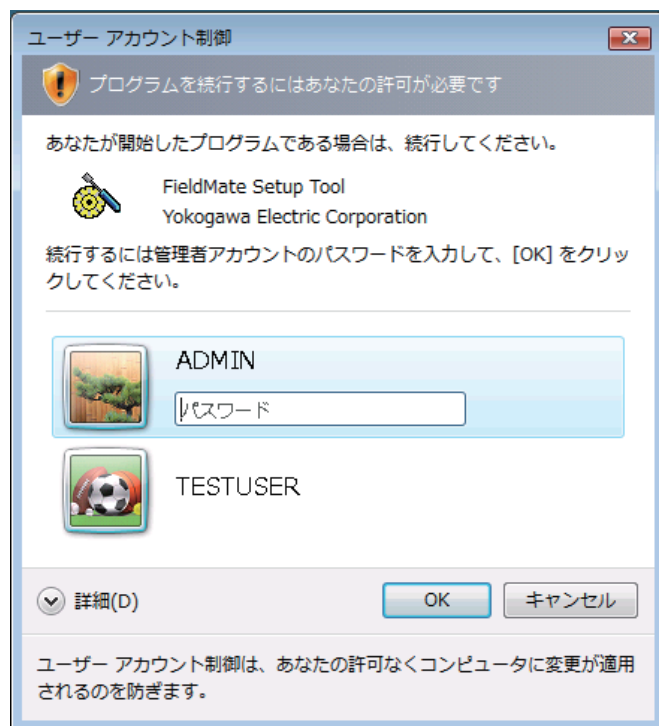 ユーザー アカウント制御
プログラムを続行するにはあなたの許可が必要です
あなたが開始したプログラムである場合は、続行してください。
FieldMate Setup Tool
Yokogawa Electric Corporation
続行するには管理者アカウントのパスワードを入力して、[OK] をクリッ
クしてください。
ADMIN
パスワード
TESTUSER
詳細(D)
OK
キャンセル
ユーザー アカウント制御は、あなたの許可なくコンピュータに変更が適用
されるのを防ぎます。